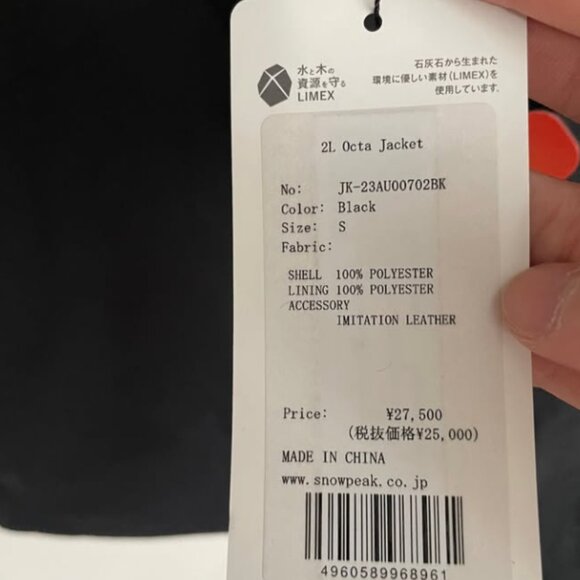 水と木の
資源を守る
LIMEX
石灰石から生まれた
環境に優しい素材(LIMEX)を
使用しています。
2L Octa Jacket
No: JK-23AU00702BK
Color: Black
Size: S
Fabric:
SHELL 100% POLYESTER
LINING 100% POLYESTER
ACCESSORY
IMITATION LEATHER
Price: ¥27,500
(税抜価格¥25,000)
MADE IN CHINA
www.snowpeak.co.jp
4960589968961